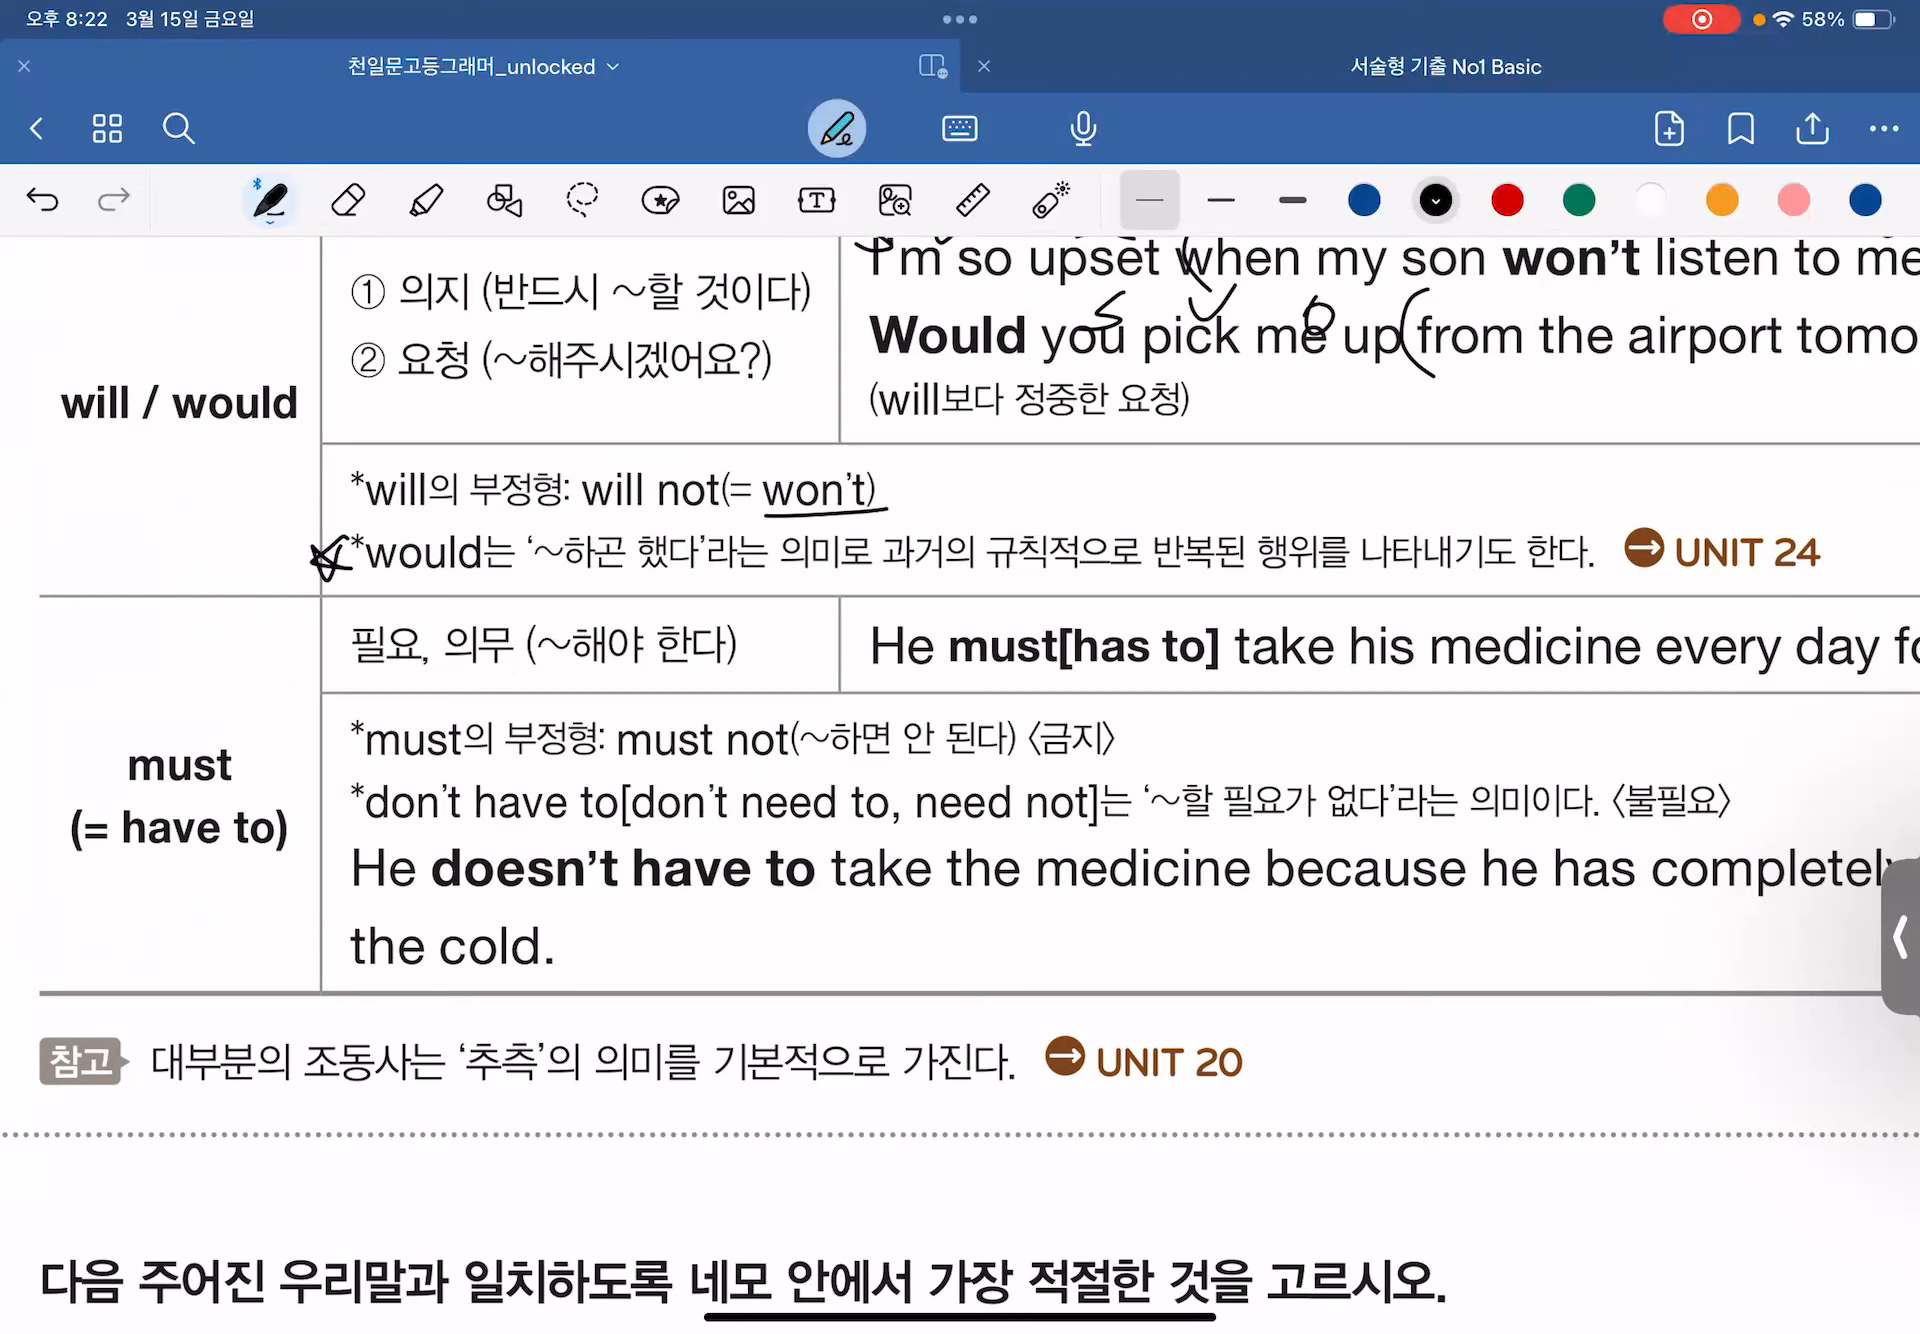 오후 8:22 3월 15일 금요일
58%
천일문고등그래머_unlocked
서술형 기출 No1 Basic
I'm so upset when my son won't listen to me
① 의지 (반드시 ~할 것이다)
Would you pick me up from the airport tomo
② 요청 (~해주시겠어요?)
(will보다 정중한 요청)
will / would
*will의 부정형: will not(= won't)
*would는 '~하곤 했다'라는 의미로 과거의 규칙적으로 반복된 행위를 나타내기도 한다. UNIT 24
필요, 의무 (~해야 한다)
He must[has to] take his medicine every day fo
must
(= have to)
*must의 부정형: must not(~하면 안 된다) 〈금지〉
*don't have to[don't need to, need not]는 '~할 필요가 없다'라는 의미이다. 〈불필요〉
He doesn't have to take the medicine because he has completel
the cold.
참고 대부분의 조동사는 '추측'의 의미를 기본적으로 가진다. UNIT 20
다음 주어진 우리말과 일치하도록 네모 안에서 가장 적절한 것을 고르시오.